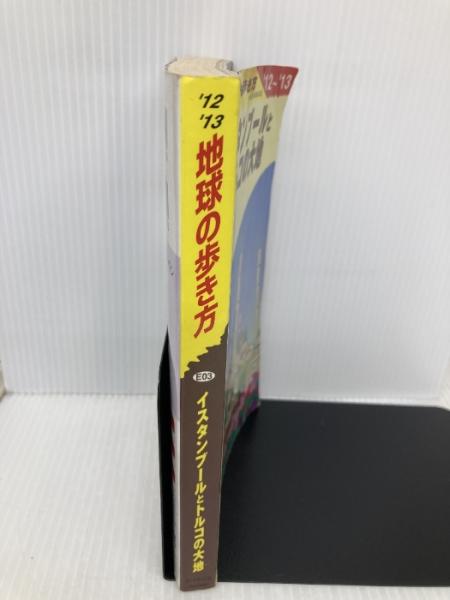 '12
'13
地球の歩き方
E03
イスタンブールとトルコの大地
'12~'13